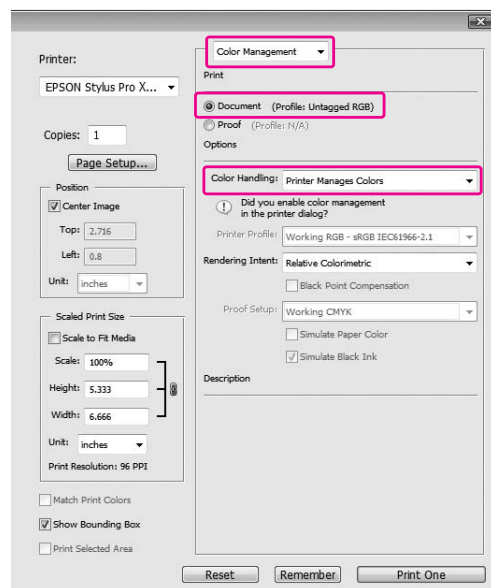 Printer:
EPSON Stylus Pro X...
Copies: 1
Page Setup...
Position
Center Image
Top: 2.716
Left: 0.8
Unit: inches
Scaled Print Size
Scale to Fit Media
Scale: 100%
Height: 5.333
Width: 6.666
Unit: inches
Print Resolution: 96 PPI
Match Print Colors
Show Bounding Box
Print Selected Area
Color Management
Print
Document (Profile: Untagged RGB)
Proof (Profile: N/A)
Options
Color Handling: Printer Manages Colors
Did you enable color management
in the printer dialog?
Printer Profile: Working RGB - sRGB IEC61966-2.1
Rendering Intent: Relative Colorimetric
Black Point Compensation
Proof Setup: Working CMYK
Simulate Paper Color
Simulate Black Ink
Description
Reset Remember Print One